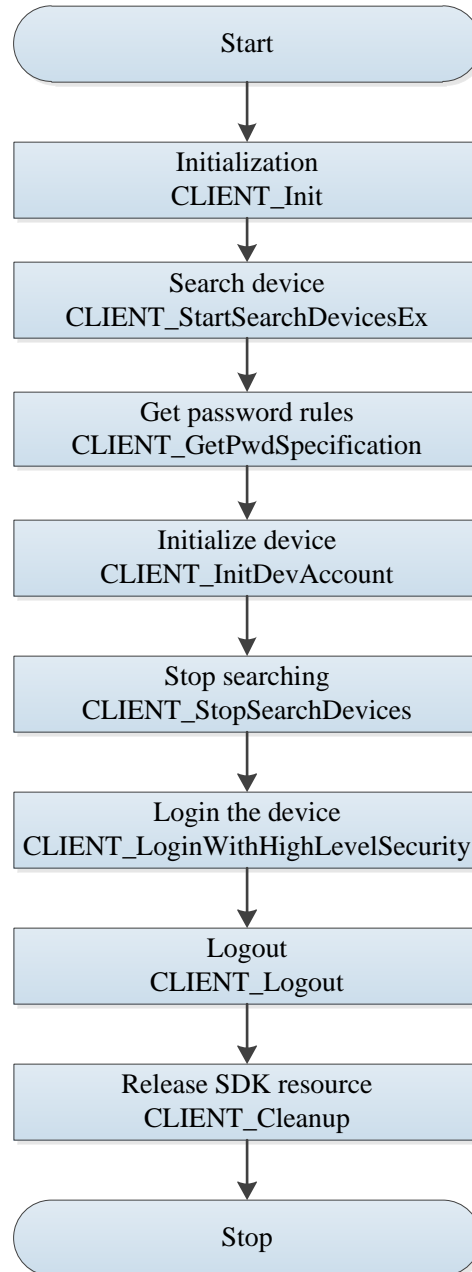 Start
Initialization
CLIENT_Init
Search device
CLIENT_StartSearchDevicesEx
Get password rules
CLIENT_GetPwdSpecification
Initialize device
CLIENT_InitDevAccount
Stop searching
CLIENT_StopSearchDevices
Login the device
CLIENT_LoginWithHighLevelSecurity
Logout
CLIENT_Logout
Release SDK resource
CLIENT_Cleanup
Stop